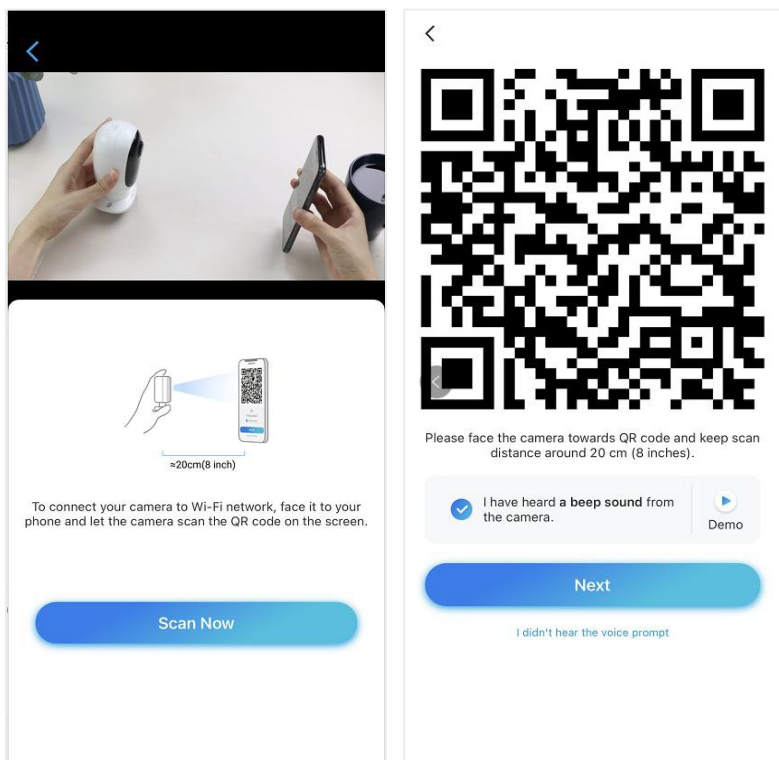 ≈20cm(8 inch)
To connect your camera to Wi-Fi network, face it to your
phone and let the camera scan the QR code on the screen.
Scan Now
Please face the camera towards QR code and keep scan
distance around 20 cm (8 inches).
I have heard a beep sound from
the camera.
Demo
Next
I didn't hear the voice prompt